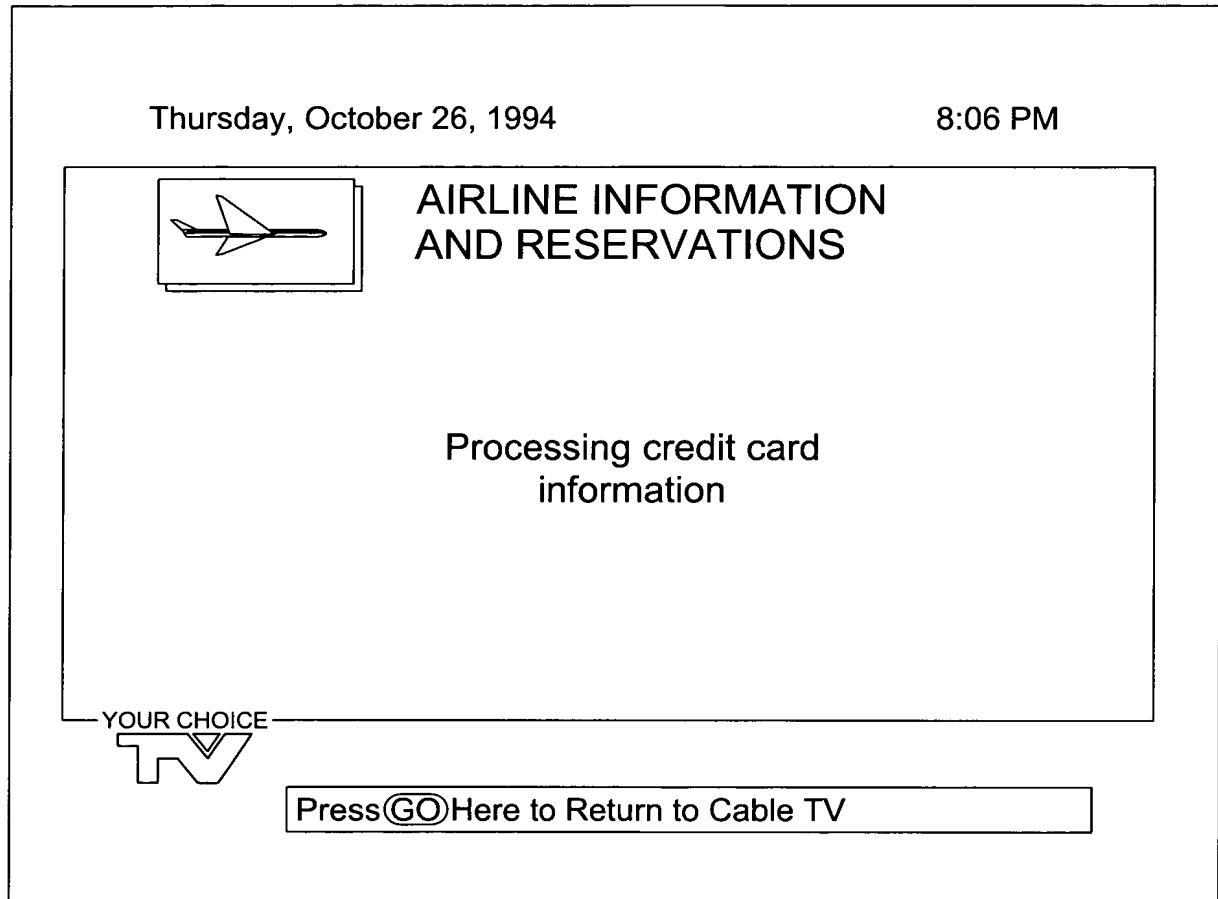 Thursday, October 26, 1994 8:06 PM
AIRLINE INFORMATION
AND RESERVATIONS
Processing credit card
information
YOUR CHOICE
TV
Press GO Here to Return to Cable TV